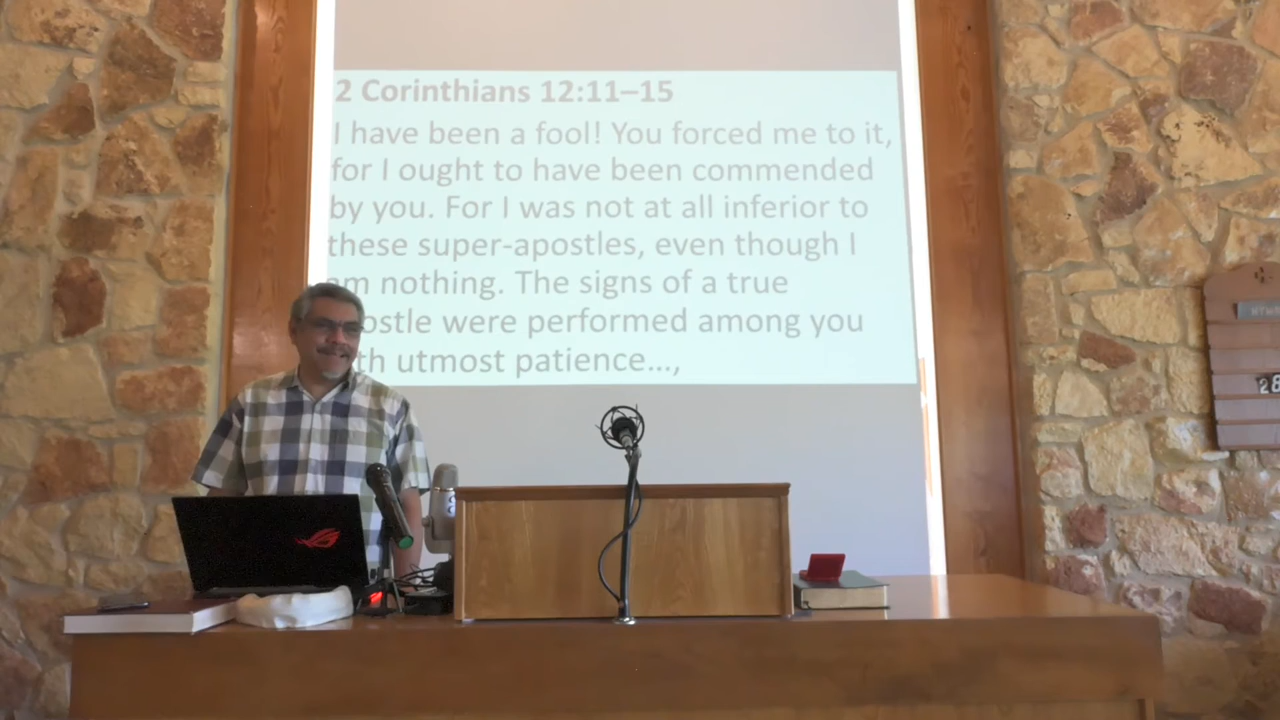 2 Corinthians 12:11–15
I have been a fool! You forced me to it,
for I ought to have been commended
by you. For I was not at all inferior to
these super-apostles, even though I
m nothing. The signs of a true
ostle were performed among you
th utmost patience…,
28